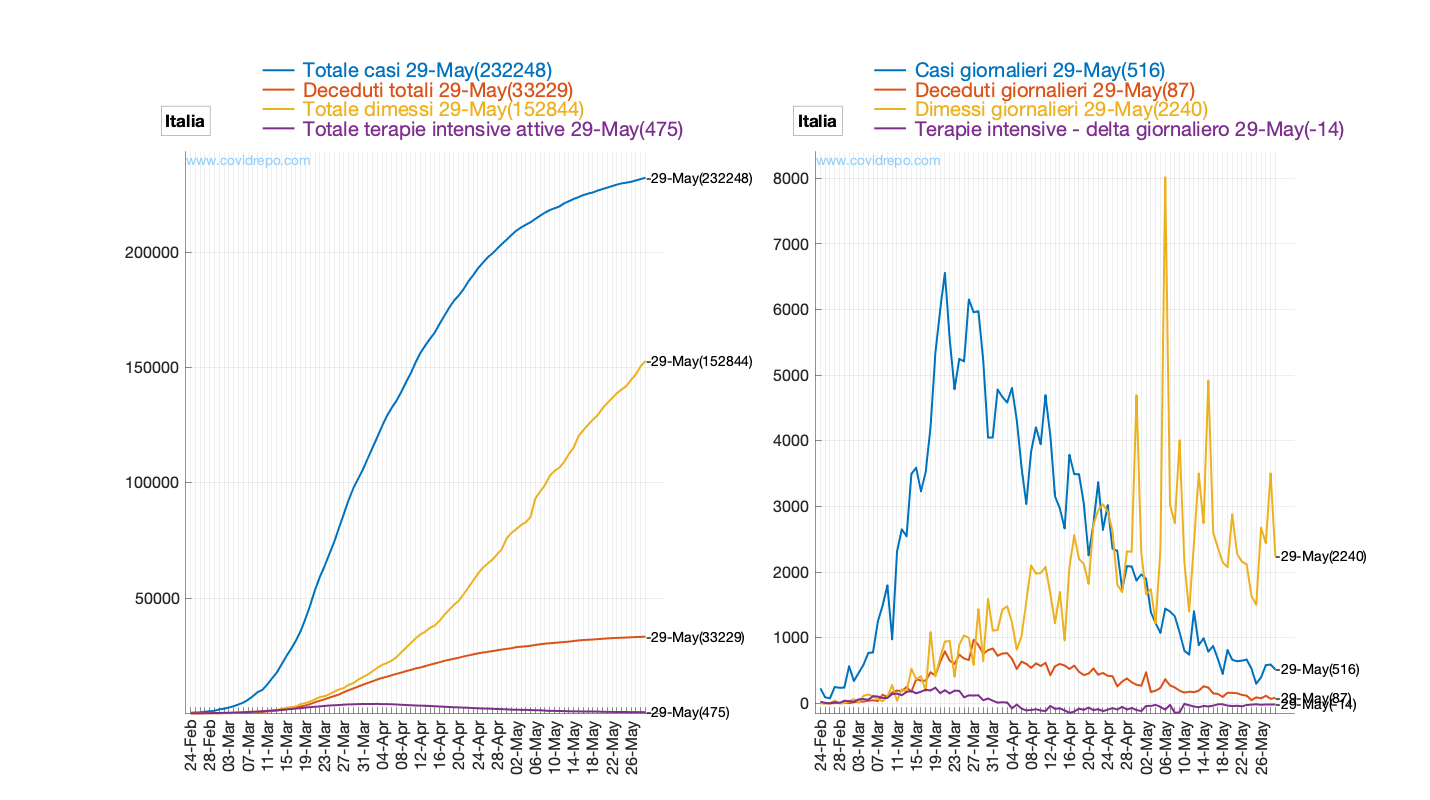 Totale casi 29-May(232248)
Deceduti totali 29-May(33229)
Totale dimessi 29-May(152844)
Totale terapie intensive attive 29-May(475)
Italia
www.covidrepo.com
200000
150000
100000
50000
-29-May(232248)
-29-May(152844)
-29-May(33229)
-29-May(475)
24-Feb
28-Feb
03-Mar
07-Mar
11-Mar
15-Mar
19-Mar
23-Mar
27-Mar
31-Mar
04-Apr
08-Apr
12-Apr
16-Apr
20-Apr
24-Apr
28-Apr
02-May
06-May
10-May
14-May
18-May
22-May
26-May
Casi giornalieri 29-May(516)
Deceduti giornalieri 29-May(87)
Dimessi giornalieri 29-May(2240)
Terapie intensive - delta giornaliero 29-May(-14)
Italia
www.covidrepo.com
8000
7000
6000
5000
4000
3000
2000
1000
0
-29-May(2240)
-29-May(516)
-29-May(87)
-29-May(-14)
24-Feb
28-Feb
03-Mar
07-Mar
11-Mar
15-Mar
19-Mar
23-Mar
27-Mar
31-Mar
04-Apr
08-Apr
12-Apr
16-Apr
20-Apr
24-Apr
28-Apr
02-May
06-May
10-May
14-May
18-May
22-May
26-May